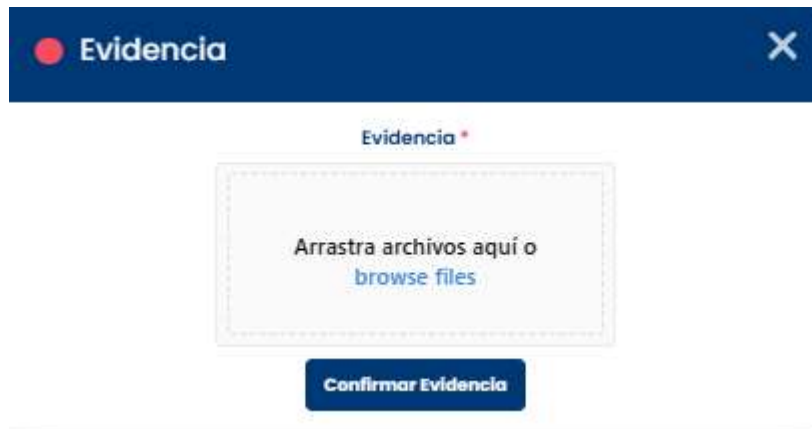 Evidencia
Evidencia *
Arrastra archivos aquí o
browse files
Confirmar Evidencia